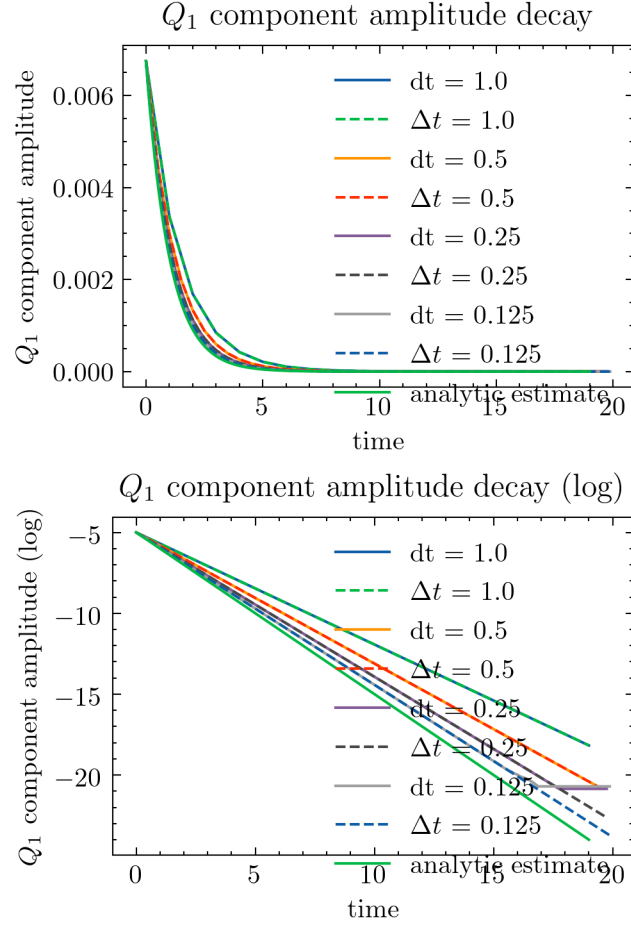 Q₁ component amplitude decay
Q₁ component amplitude
0.006
0.004
0.002
0.000
dt = 1.0
Δt = 1.0
dt = 0.5
Δt = 0.5
dt = 0.25
Δt = 0.25
dt = 0.125
Δt = 0.125
analytic estimate
0 5 10 15 20
time
Q₁ component amplitude decay (log)
Q₁ component amplitude (log)
−5
−10
−15
−20
dt = 1.0
Δt = 1.0
dt = 0.5
Δt = 0.5
dt = 0.25
Δt = 0.25
dt = 0.125
Δt = 0.125
analytic estimate
0 5 10 15 20
time